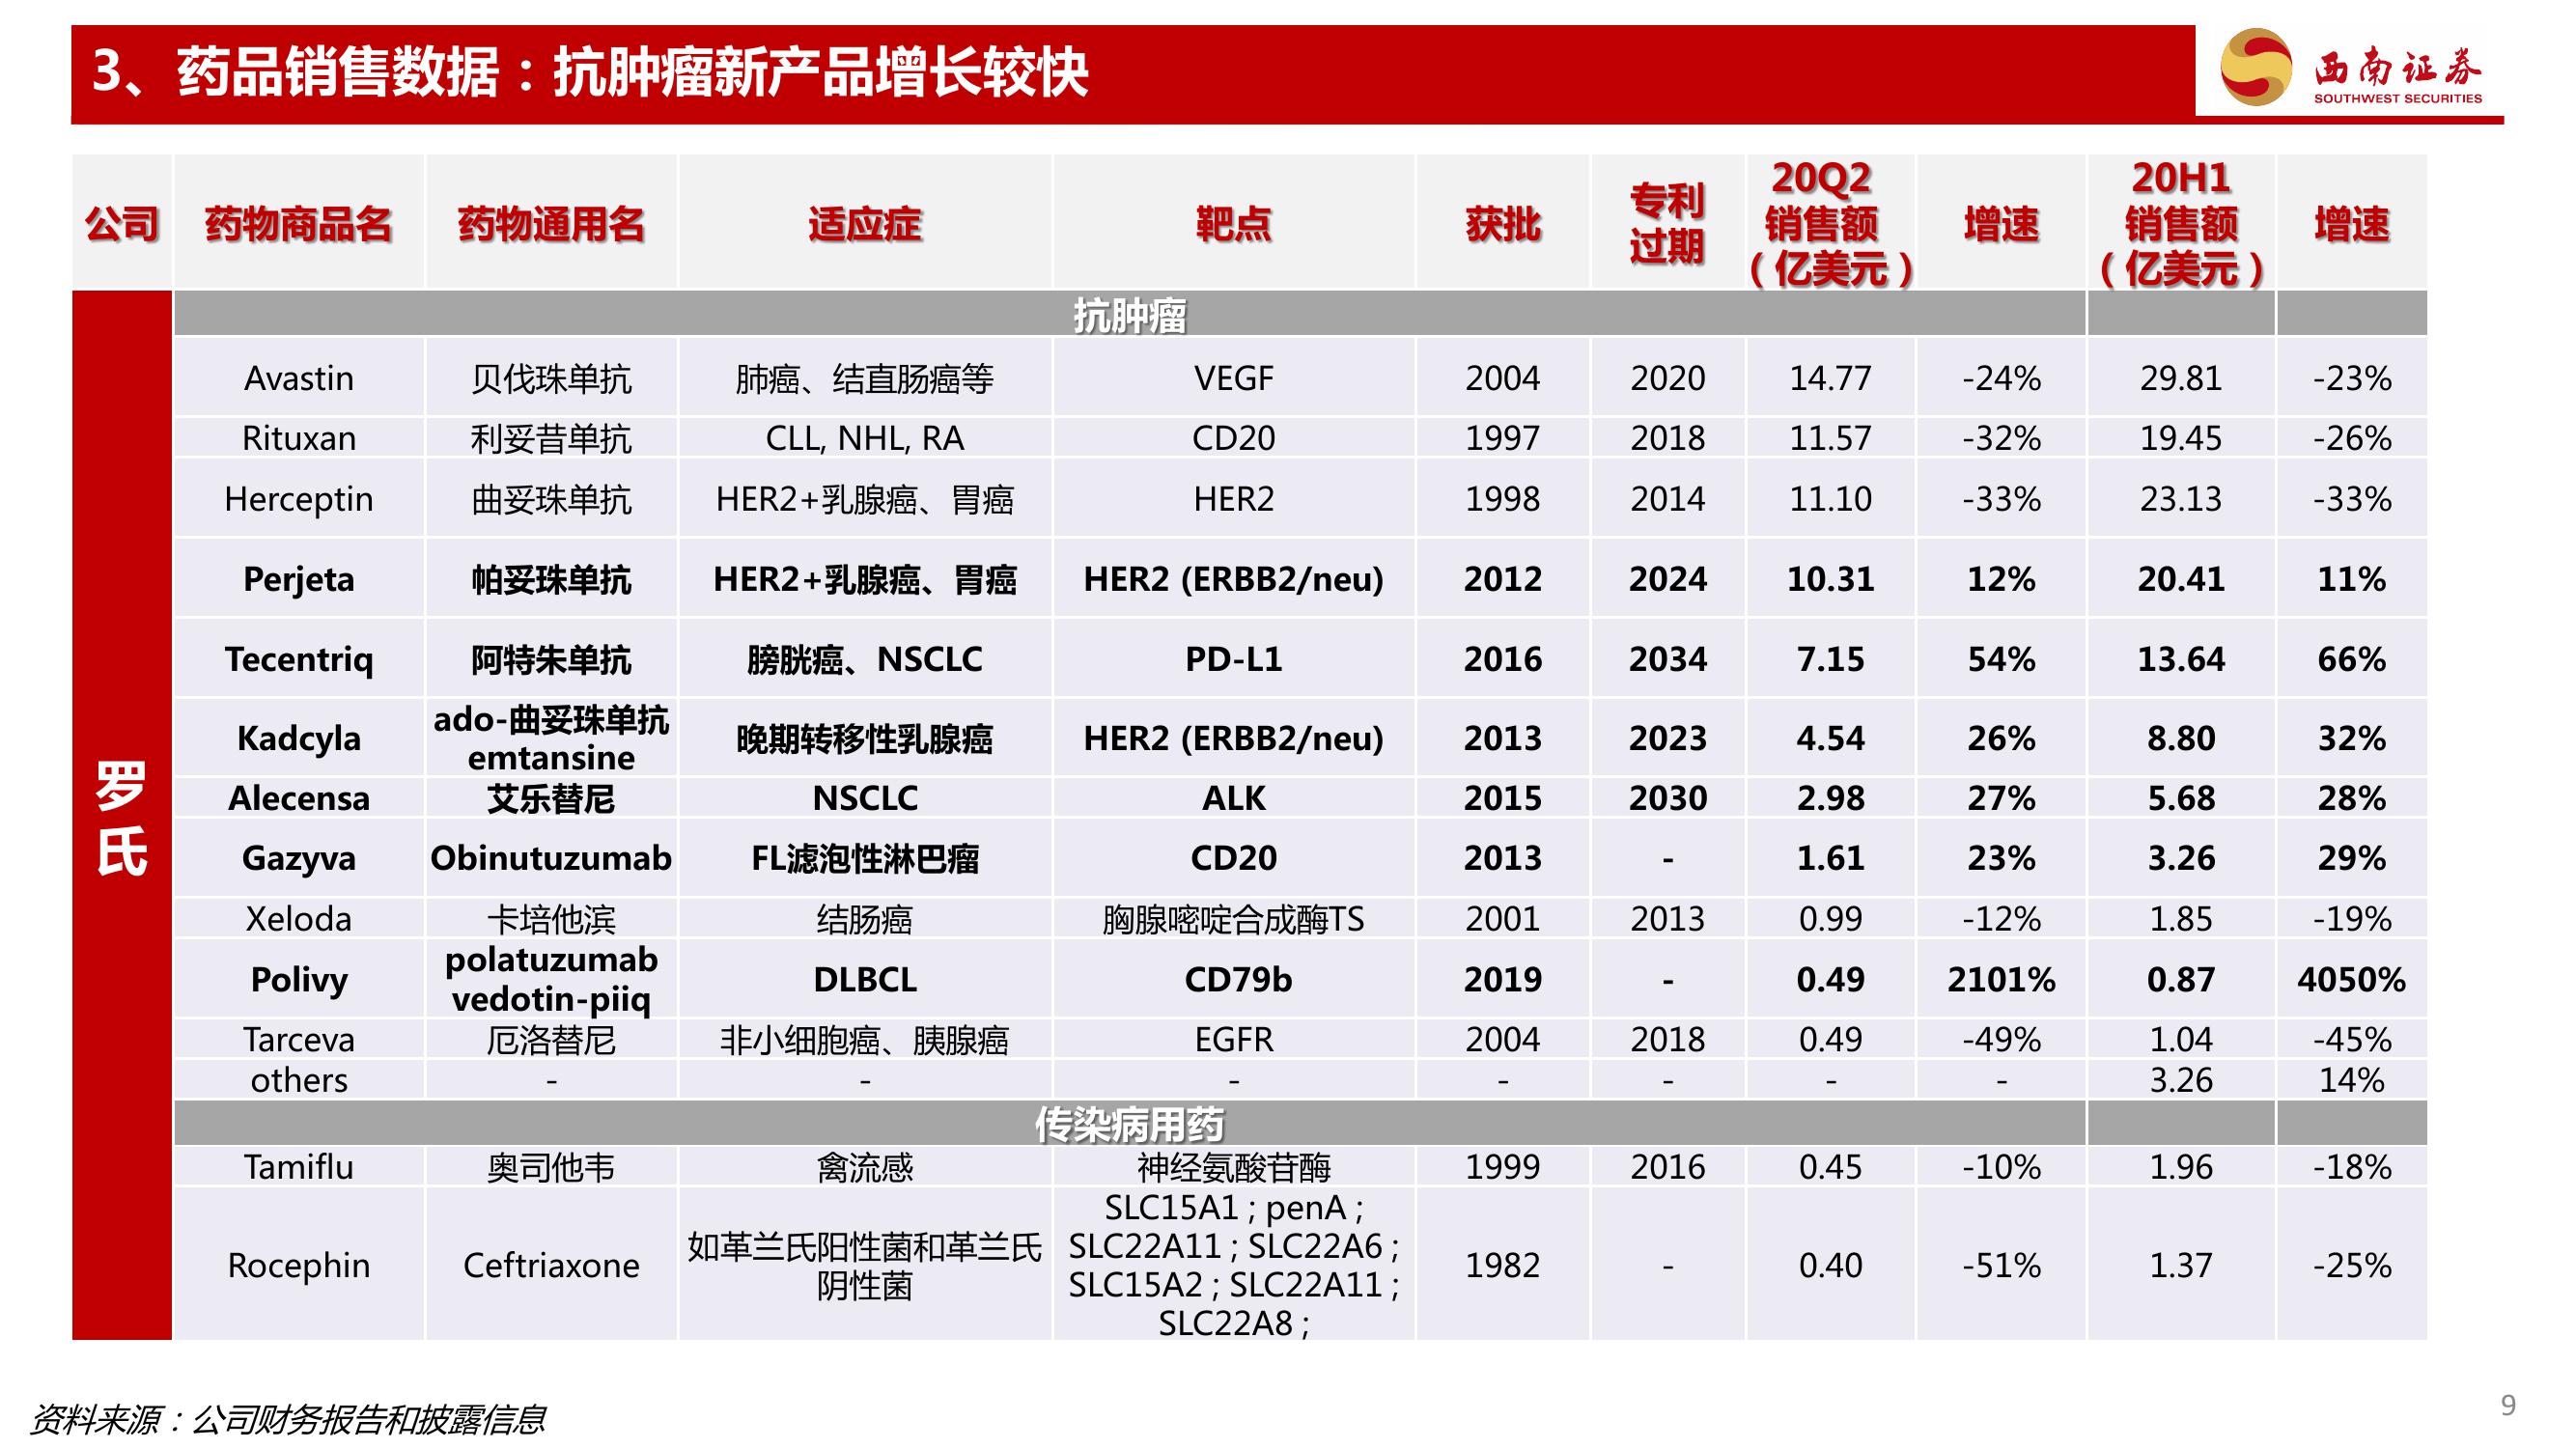 3、药品销售数据：抗肿瘤新产品增长较快
西南证券
SOUTHWEST SECURITIES
公司 药物商品名 药物通用名 适应症 靶点 获批 专利过期 20Q2销售额（亿美元） 增速 20H1销售额（亿美元） 增速
罗氏
抗肿瘤
Avastin 贝伐珠单抗 肺癌、结直肠癌等 VEGF 2004 2020 14.77 -24% 29.81 -23%
Rituxan 利妥昔单抗 CLL, NHL, RA CD20 1997 2018 11.57 -32% 19.45 -26%
Herceptin 曲妥珠单抗 HER2+乳腺癌、胃癌 HER2 1998 2014 11.10 -33% 23.13 -33%
Perjeta 帕妥珠单抗 HER2+乳腺癌、胃癌 HER2 (ERBB2/neu) 2012 2024 10.31 12% 20.41 11%
Tecentriq 阿特朱单抗 膀胱癌、NSCLC PD-L1 2016 2034 7.15 54% 13.64 66%
Kadcyla ado-曲妥珠单抗 emtansine 晚期转移性乳腺癌 HER2 (ERBB2/neu) 2013 2023 4.54 26% 8.80 32%
Alecensa 艾乐替尼 NSCLC ALK 2015 2030 2.98 27% 5.68 28%
Gazyva Obinutuzumab FL滤泡性淋巴瘤 CD20 2013 - 1.61 23% 3.26 29%
Xeloda 卡培他滨 结肠癌 胸腺嘧啶合成酶TS 2001 2013 0.99 -12% 1.85 -19%
Polivy polatuzumab vedotin-piiq DLBCL CD79b 2019 - 0.49 2101% 0.87 4050%
Tarceva 厄洛替尼 非小细胞癌、胰腺癌 EGFR 2004 2018 0.49 -49% 1.04 -45%
others - - - - - - - 3.26 14%
传染病用药
Tamiflu 奥司他韦 禽流感 神经氨酸苷酶 1999 2016 0.45 -10% 1.96 -18%
Rocephin Ceftriaxone 如革兰氏阳性菌和革兰氏阴性菌 SLC15A1；penA；SLC22A11；SLC22A6；SLC15A2；SLC22A11；SLC22A8； 1982 - 0.40 -51% 1.37 -25%
资料来源：公司财务报告和披露信息
9